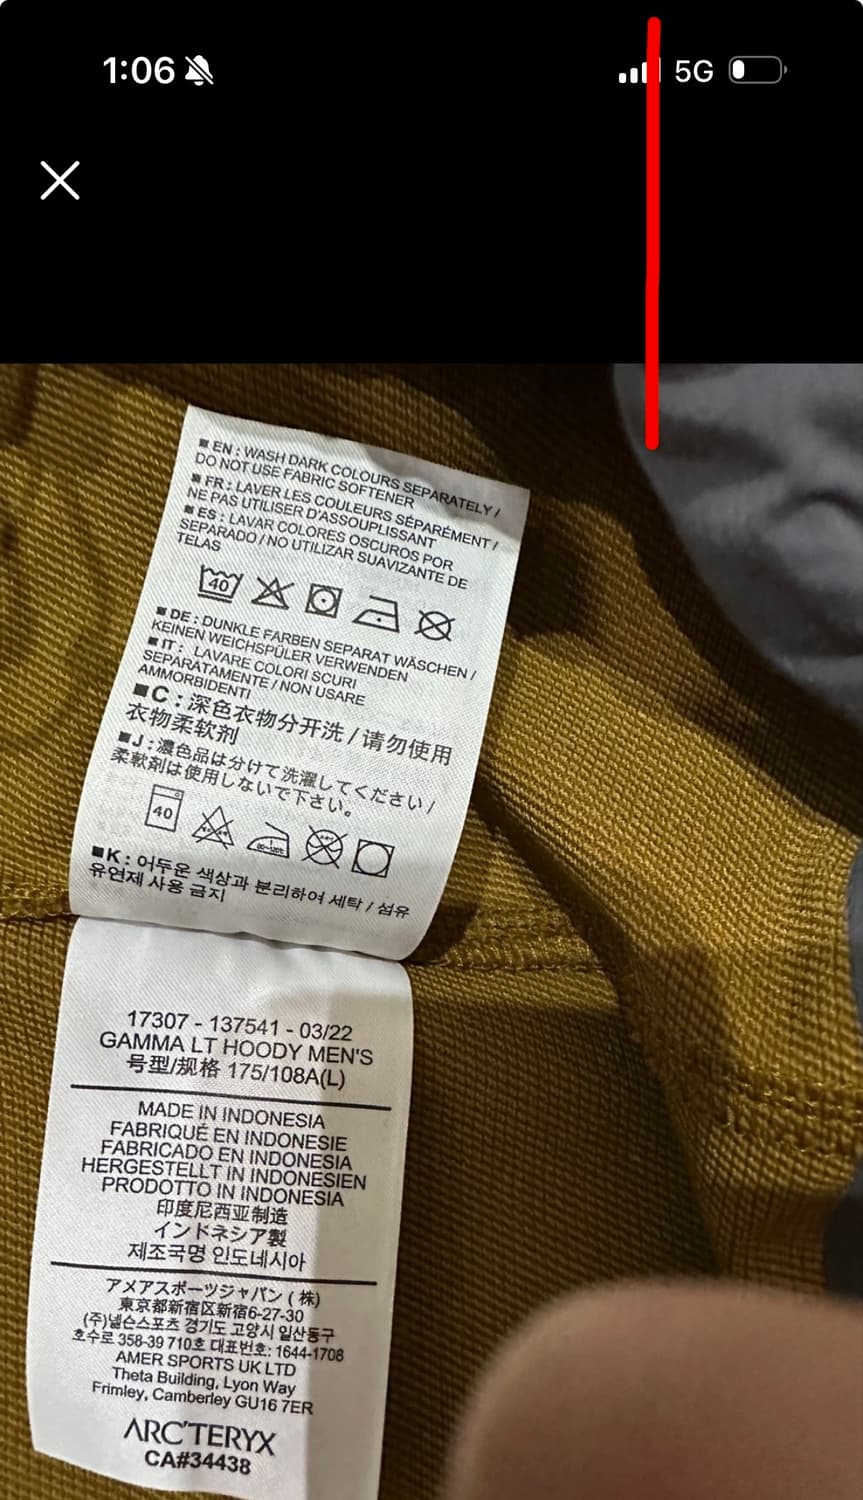 1:06
5G
■ EN : WASH DARK COLOURS SEPARATELY /
DO NOT USE FABRIC SOFTENER
■ FR : LAVER LES COULEURS SÉPARÉMENT /
NE PAS UTILISER D'ASSOUPLISSANT
■ ES : LAVAR COLORES OSCUROS POR
SEPARADO / NO UTILIZAR SUAVIZANTE DE
TELAS
40
■ DE : DUNKLE FARBEN SEPARAT WÄSCHEN /
KEINEN WEICHSPÜLER VERWENDEN
■ IT : LAVARE COLORI SCURI
SEPARATAMENTE / NON USARE
AMMORBIDENTI
■ C : 深色衣物分开洗 / 请勿使用
衣物柔软剂
■ J : 濃色品は分けて洗濯してください /
柔軟剤は使用しないで下さい。
40
■ K : 어두운 색상과 분리하여 세탁 / 섬유
유연제 사용 금지
17307 - 137541 - 03/22
GAMMA LT HOODY MEN'S
号型/规格 175/108A(L)
MADE IN INDONESIA
FABRIQUÉ EN INDONESIE
FABRICADO EN INDONESIA
HERGESTELLT IN INDONESIEN
PRODOTTO IN INDONESIA
印度尼西亚制造
インドネシア製
제조국명 인도네시아
アメアスポーツジャパン ( 株)
東京都新宿区新宿6-27-30
(주)넬슨스포츠 경기도 고양시 일산동구
호수로 358-39 710호 대표번호: 1644-1708
AMER SPORTS UK LTD
Theta Building, Lyon Way
Frimley, Camberley GU16 7ER
ARC'TERYX
CA#34438